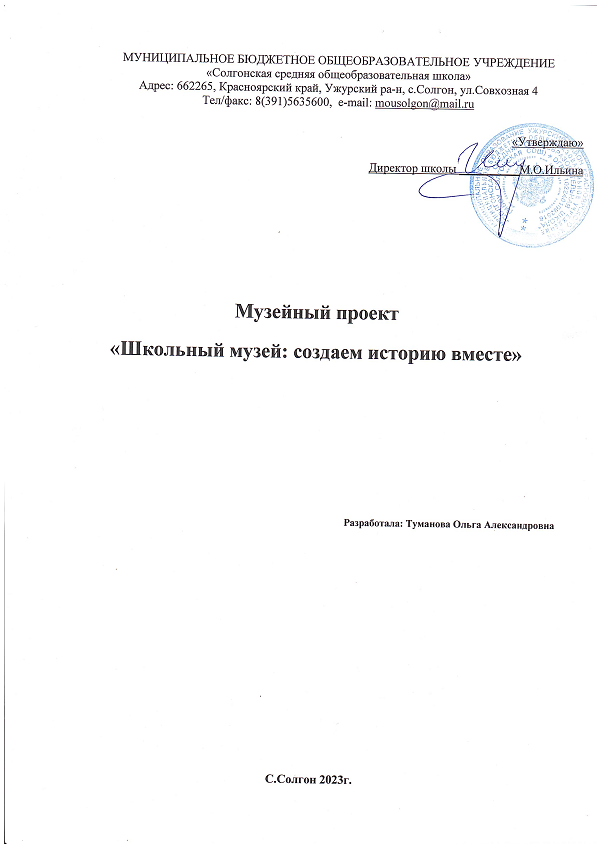 МУНИЦИПАЛЬНОЕ БЮДЖЕТНОЕ ОБЩЕОБРАЗОВАТЕЛЬНОЕ УЧРЕЖДЕНИЕ
«Солгонская средняя общеобразовательная школа»
Адрес: 662265, Красноярский край, Ужурский ра-н, с.Солгон, ул.Совхозная 4
Тел/факс: 8(391)5635600, e-mail: mousolgon@mail.ru
«Утверждаю»
Директор школы М.О.Ильина
Музейный проект
«Школьный музей: создаем историю вместе»
Разработала: Туманова Ольга Александровна
С.Солгон 2023г.